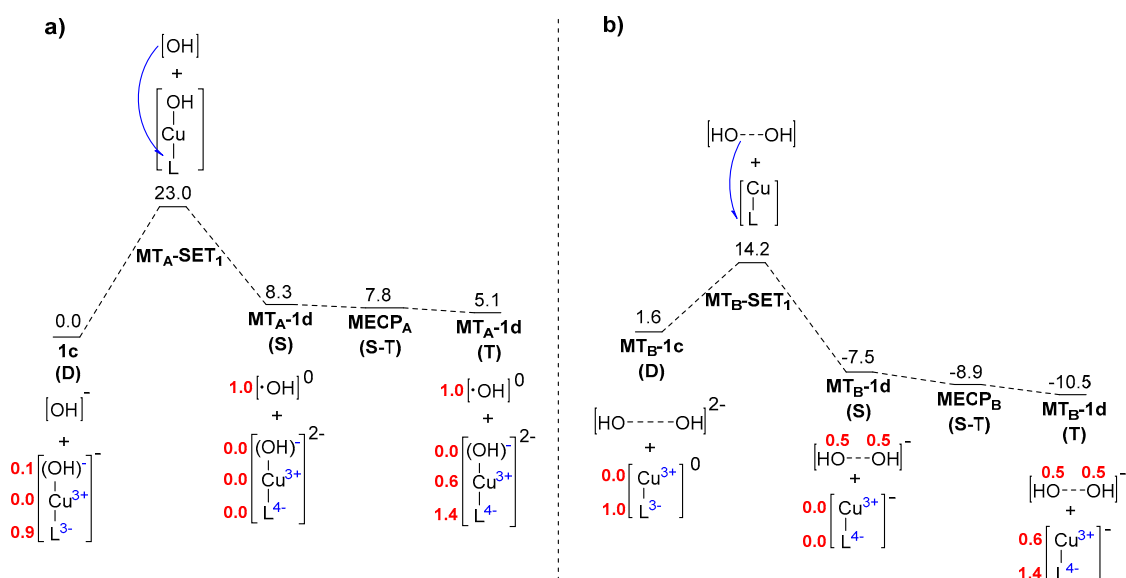 a)
[OH]
+
[OH
Cu
L]
23.0
MTA-SET1
0.0
1c
(D)
8.3
MTA-1d
(S)
7.8
MECPA
(S-T)
5.1
MTA-1d
(T)
[OH]-
+
0.1 [(OH)-]-
0.0 Cu3+
0.9 L3-
1.0 [·OH]0
+
0.0 [(OH)-]2-
0.0 Cu3+
0.0 L4-
1.0 [·OH]0
+
0.0 [(OH)-]2-
0.6 Cu3+
1.4 L4-
b)
[HO---OH]
+
[Cu
L]
14.2
MTB-SET1
1.6
MTB-1c
(D)
-7.5
MTB-1d
(S)
-8.9
MECPB
(S-T)
-10.5
MTB-1d
(T)
[HO----OH]2-
+
0.0 [Cu3+]0
1.0 L3-
0.5 0.5
[HO---OH]-
+
0.0 [Cu3+]-
0.0 L4-
0.5 0.5
[HO---OH]-
+
0.6 [Cu3+]-
1.4 L4-